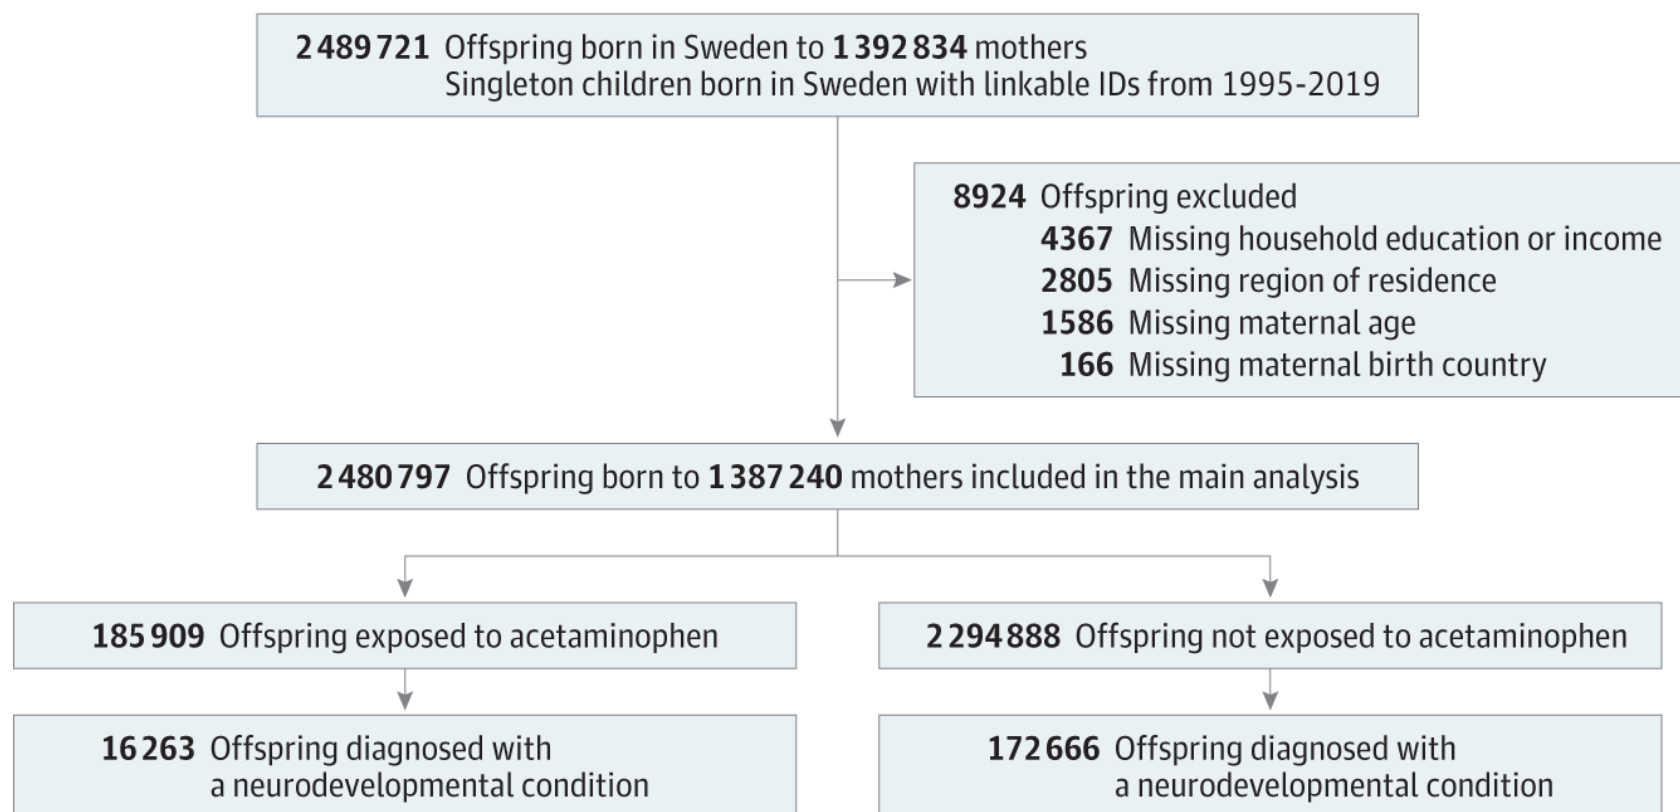 2 489 721 Offspring born in Sweden to 1 392 834 mothers
Singleton children born in Sweden with linkable IDs from 1995-2019
8924 Offspring excluded
4367 Missing household education or income
2805 Missing region of residence
1586 Missing maternal age
166 Missing maternal birth country
2 480 797 Offspring born to 1 387 240 mothers included in the main analysis
185 909 Offspring exposed to acetaminophen
2 294 888 Offspring not exposed to acetaminophen
16 263 Offspring diagnosed with
a neurodevelopmental condition
172 666 Offspring diagnosed with
a neurodevelopmental condition